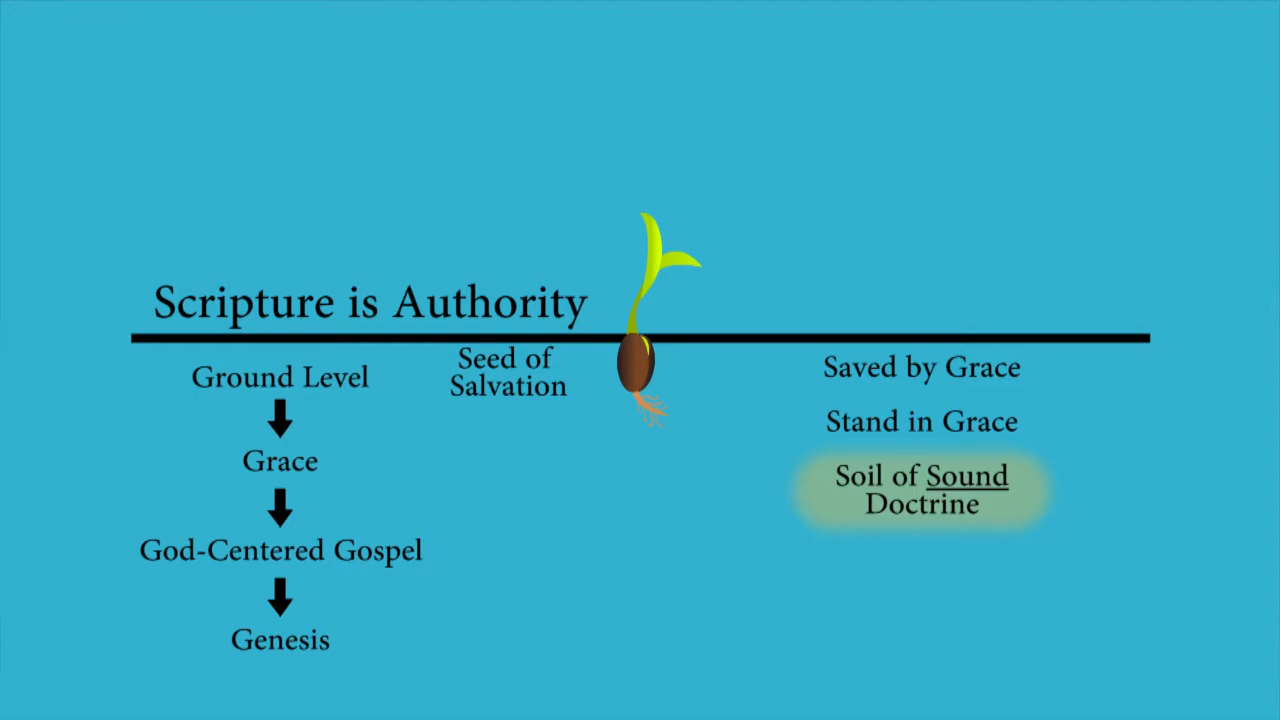 Scripture is Authority
Ground Level
Grace
God-Centered Gospel
Genesis
Seed of
Salvation
Saved by Grace
Stand in Grace
Soil of Sound
Doctrine